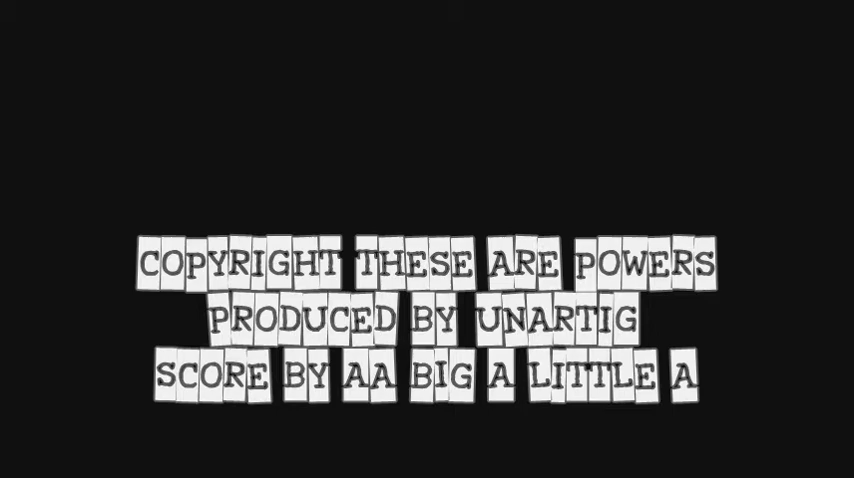 COPYRIGHT THESE ARE POWERS
PRODUCED BY UNARTIG
SCORE BY AA BIG A LITTLE A